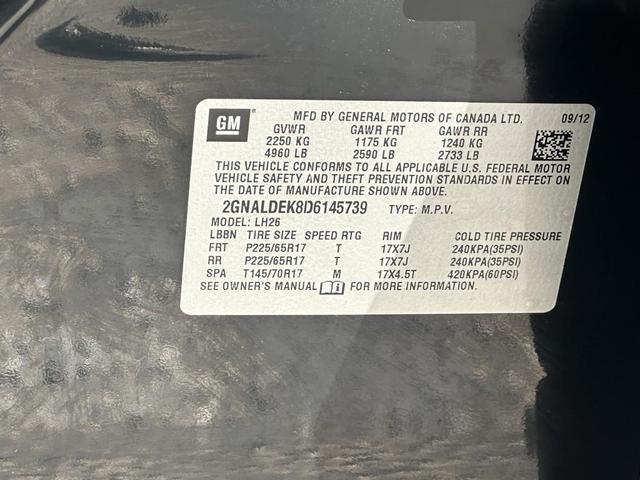 GM
MFD BY GENERAL MOTORS OF CANADA LTD. 09/12
GVWR GAWR FRT GAWR RR
2250 KG 1175 KG 1240 KG
4960 LB 2590 LB 2733 LB
THIS VEHICLE CONFORMS TO ALL APPLICABLE U.S. FEDERAL MOTOR
VEHICLE SAFETY AND THEFT PREVENTION STANDARDS IN EFFECT ON
THE DATE OF MANUFACTURE SHOWN ABOVE.
2GNALDEK8D6145739 TYPE: M.P.V.
MODEL: LH26
LBBN TIRE SIZE SPEED RTG RIM COLD TIRE PRESSURE
FRT P225/65R17 T 17X7J 240KPA(35PSI)
RR P225/65R17 T 17X7J 240KPA(35PSI)
SPA T145/70R17 M 17X4.5T 420KPA(60PSI)
SEE OWNER'S MANUAL FOR MORE INFORMATION.